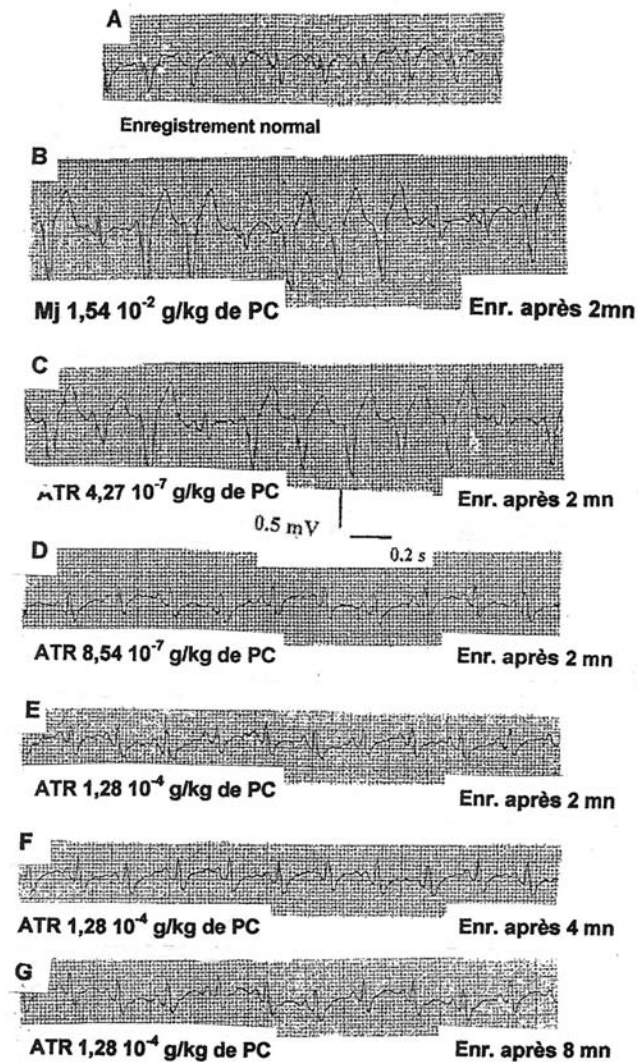 A
Enregistrement normal
B
Mj 1,54 10⁻² g/kg de PC Enr. après 2mn
C
ATR 4,27 10⁻⁷ g/kg de PC Enr. après 2 mn
0.5 mV
0.2 s
D
ATR 8,54 10⁻⁷ g/kg de PC Enr. après 2 mn
E
ATR 1,28 10⁻⁴ g/kg de PC Enr. après 2 mn
F
ATR 1,28 10⁻⁴ g/kg de PC Enr. après 4 mn
G
ATR 1,28 10⁻⁴ g/kg de PC Enr. après 8 mn